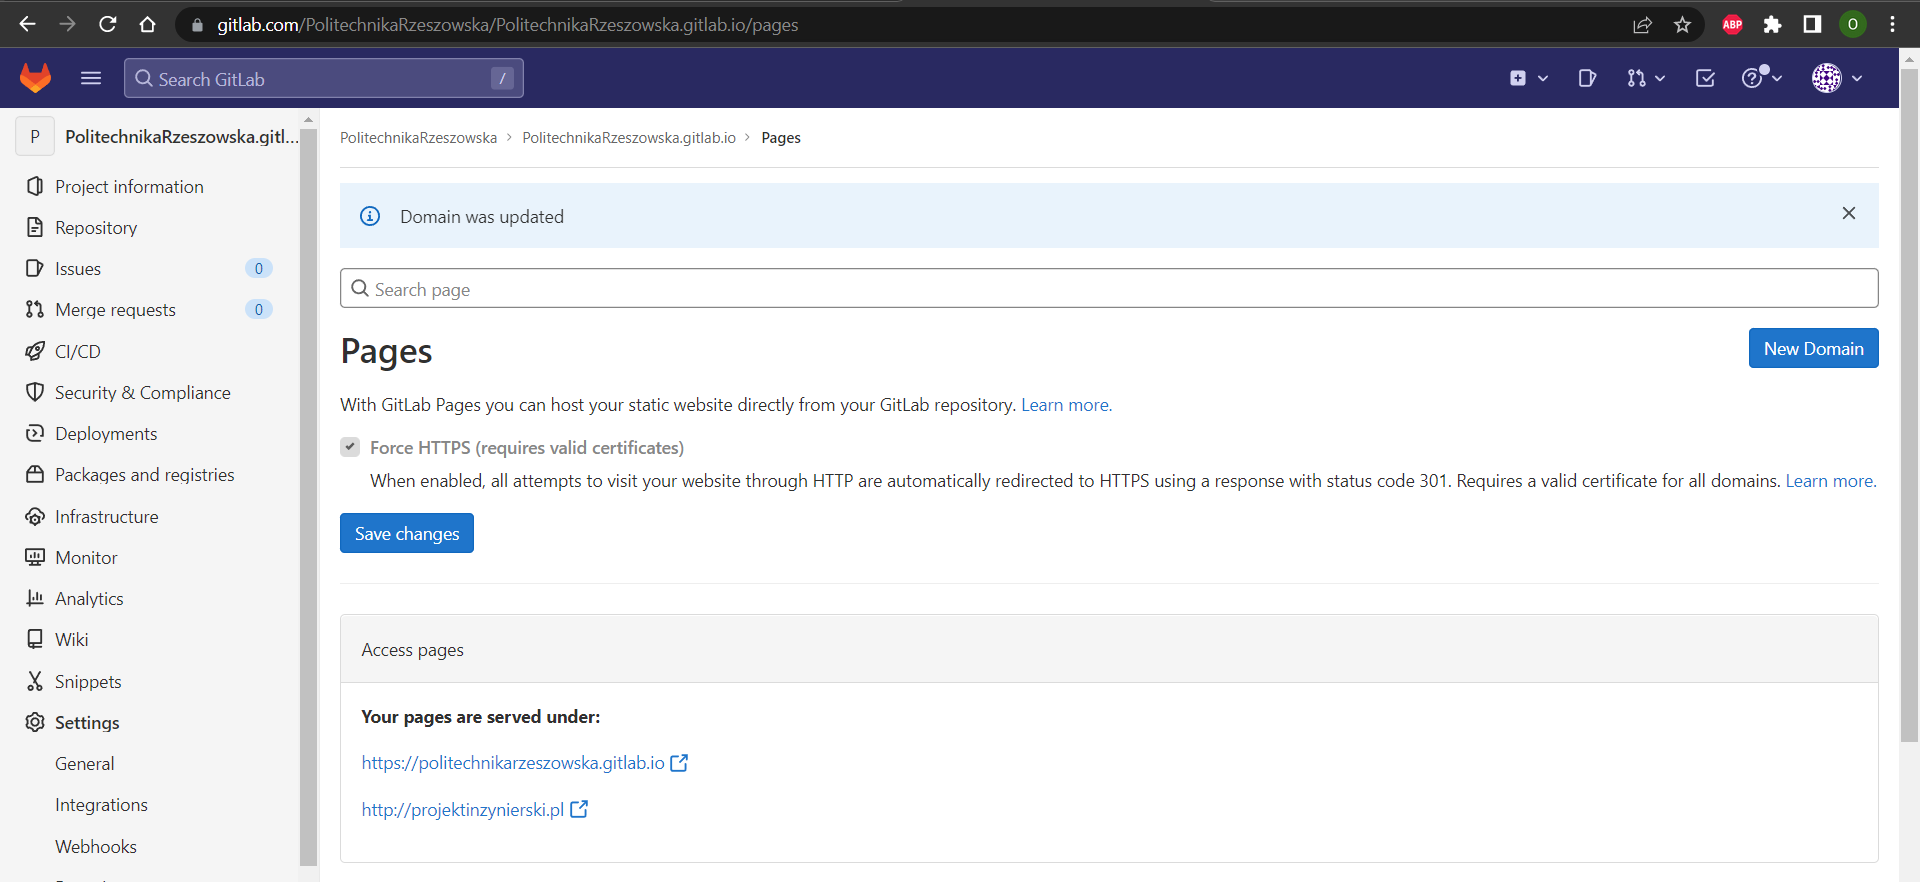 gitlab.com/PolitechnikaRzeszowska/PolitechnikaRzeszowska.gitlab.io/pages
ABP
O
Search GitLab
/
P
PolitechnikaRzeszowska.gitl...
Project information
Repository
Issues
0
Merge requests
0
CI/CD
Security & Compliance
Deployments
Packages and registries
Infrastructure
Monitor
Analytics
Wiki
Snippets
Settings
General
Integrations
Webhooks
PolitechnikaRzeszowska > PolitechnikaRzeszowska.gitlab.io > Pages
Domain was updated
Search page
Pages
New Domain
With GitLab Pages you can host your static website directly from your GitLab repository. Learn more.
Force HTTPS (requires valid certificates)
When enabled, all attempts to visit your website through HTTP are automatically redirected to HTTPS using a response with status code 301. Requires a valid certificate for all domains. Learn more.
Save changes
Access pages
Your pages are served under:
https://politechnikarzeszowska.gitlab.io
http://projektinzynierski.pl